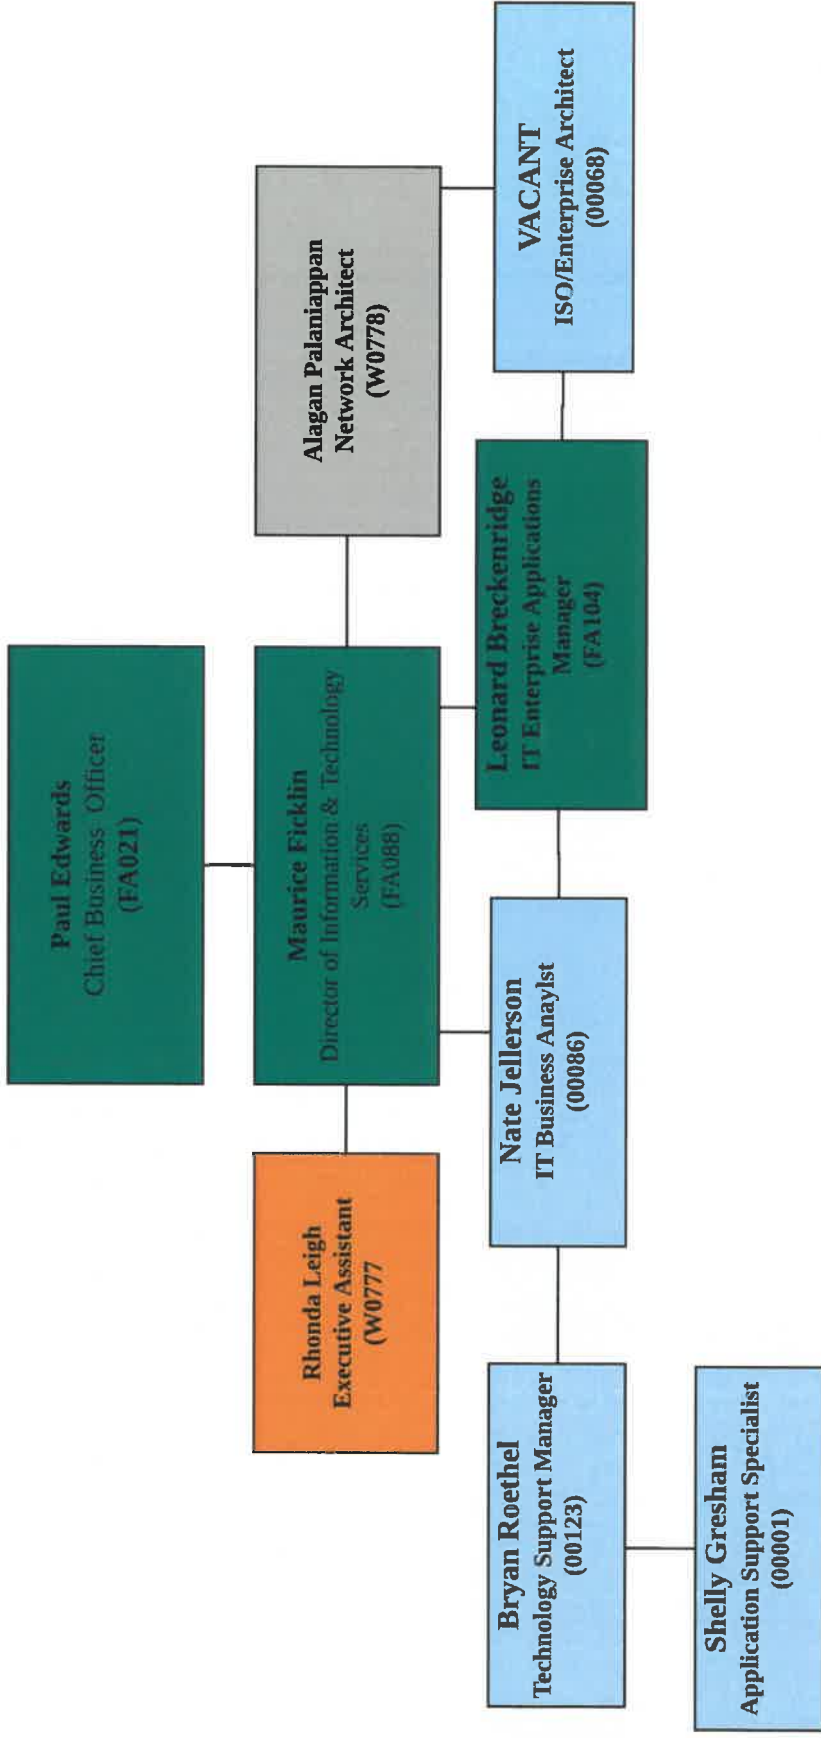 Paul Edwards
Chief Business Officer
(FA021)
Rhonda Leigh
Executive Assistant
(W0777
Maurice Ficklin
Director of Information & Technology
Services
(FA088)
Alagan Palaniappan
Network Architect
(W0778)
Bryan Roethel
Technology Support Manager
(00123)
Nate Jellerson
IT Business Anaylst
(00086)
Leonard Breckenridge
IT Enterprise Applications
Manager
(FA104)
VACANT
ISO/Enterprise Architect
(00068)
Shelly Gresham
Application Support Specialist
(00001)